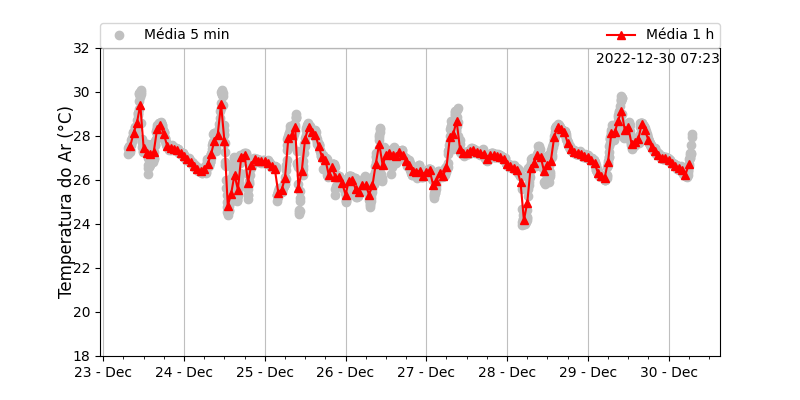 Média 5 min
Média 1 h
2022-12-30 07:23
Temperatura do Ar (°C)
32
30
28
26
24
22
20
18
23 - Dec
24 - Dec
25 - Dec
26 - Dec
27 - Dec
28 - Dec
29 - Dec
30 - Dec